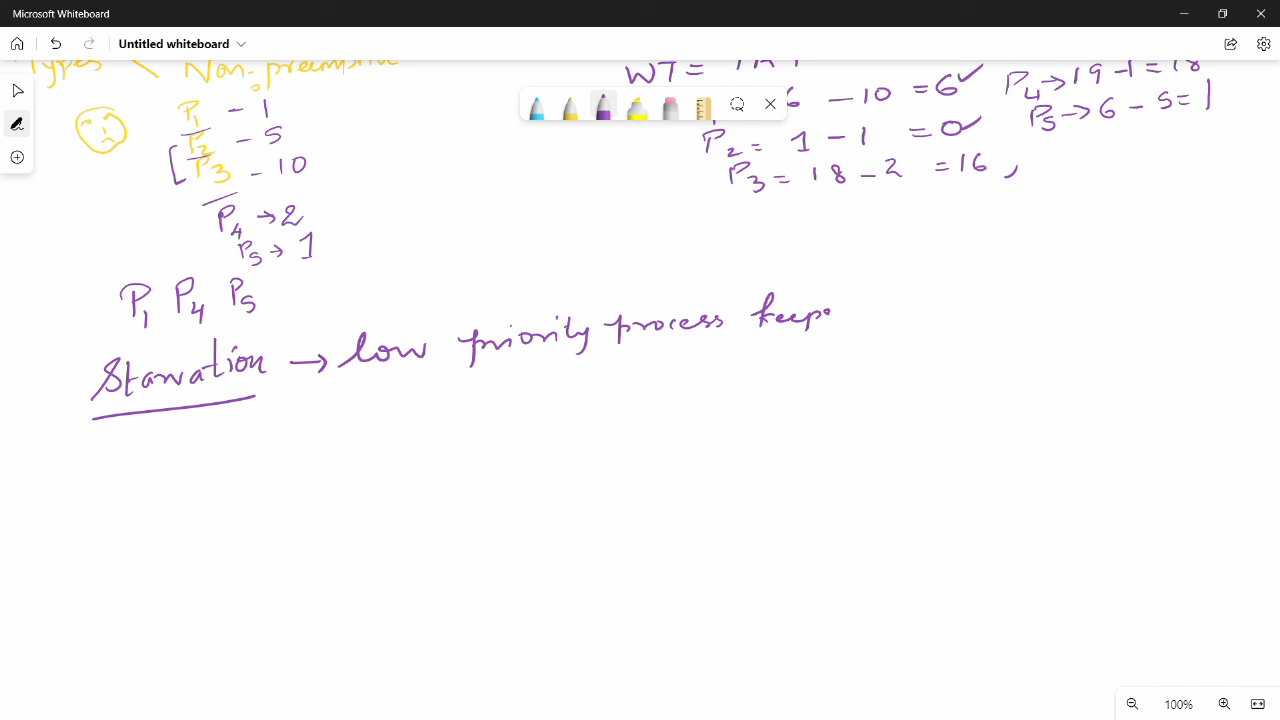 Microsoft Whiteboard
Untitled whiteboard
Types Non-preemptive
P1 - 1
P2 - 5
P3 - 10
P4 → 2
P5 → 1
P1 P4 P5
WT =
6 - 10 = 6 ✓
P2 = 1 - 1 = 0 ✓
P3 = 18 - 2 = 16 ,
P4 → 19 - 1 = 18
P5 → 6 - 5 = 1
Starvation → low priority process keeps
100%